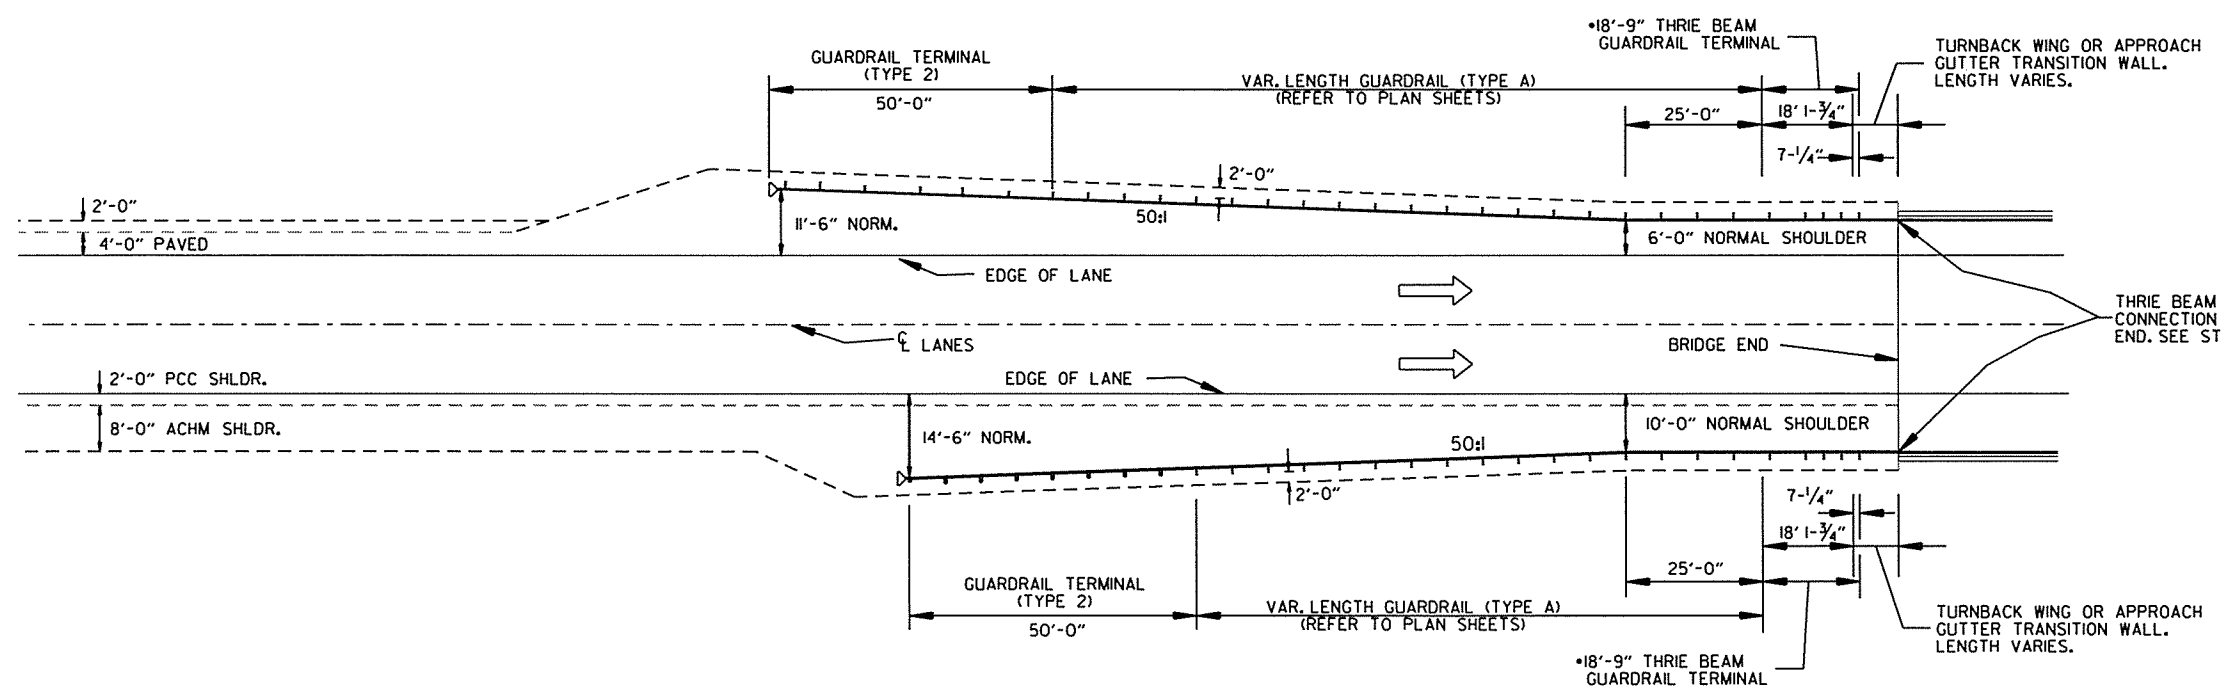 •18'-9" THRIE BEAM
GUARDRAIL TERMINAL
TURNBACK WING OR APPROACH
GUTTER TRANSITION WALL.
LENGTH VARIES.
GUARDRAIL TERMINAL
(TYPE 2)
50'-0"
VAR. LENGTH GUARDRAIL (TYPE A)
(REFER TO PLAN SHEETS)
25'-0"
18' 1-3/4"
7-1/4"
2'-0"
2'-0"
50:1
11'-6" NORM.
4'-0" PAVED
6'-0" NORMAL SHOULDER
EDGE OF LANE
THRIE BEAM
CONNECTION
END. SEE ST
℄ LANES
BRIDGE END
2'-0" PCC SHLDR.
EDGE OF LANE
8'-0" ACHM SHLDR.
14'-6" NORM.
10'-0" NORMAL SHOULDER
50:1
2'-0"
7-1/4"
18' 1-3/4"
25'-0"
GUARDRAIL TERMINAL
(TYPE 2)
50'-0"
VAR. LENGTH GUARDRAIL (TYPE A)
(REFER TO PLAN SHEETS)
TURNBACK WING OR APPROACH
GUTTER TRANSITION WALL.
LENGTH VARIES.
•18'-9" THRIE BEAM
GUARDRAIL TERMINAL